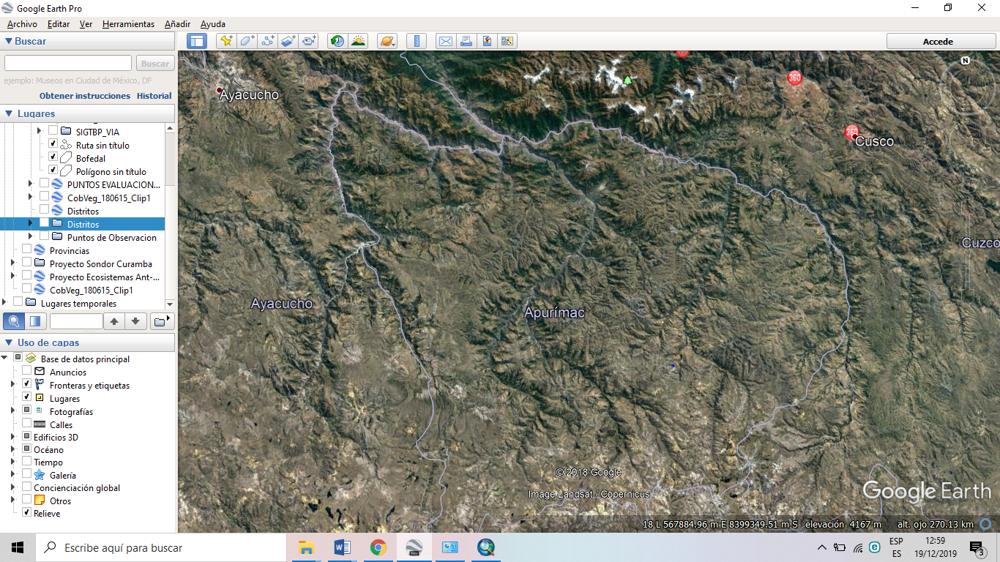 Google Earth Pro
Archivo Editar Ver Herramientas Añadir Ayuda
Buscar
Buscar
ejemplo: Museos en Ciudad de México, DF
Obtener instrucciones Historial
Lugares
SIGTBP_VIA
Ruta sin título
Bofedal
Polígono sin título
PUNTOS EVALUACION...
CobVeg_180615_Clip1
Distritos
Distritos
Puntos de Observacion
Provincias
Proyecto Sondor Curamba
Proyecto Ecosistemas Ant-...
CobVeg_180615_Clip1
Lugares temporales
Uso de capas
Base de datos principal
Anuncios
Fronteras y etiquetas
Lugares
Fotografías
Calles
Edificios 3D
Océano
Tiempo
Galería
Concienciación global
Otros
Relieve
Accede
N
360
360
Ayacucho
Cusco
Cuzco
Ayacucho
Apurímac
© 2018 Google
Image Landsat / Copernicus
Google Earth
18 L 567884.96 m E 8399349.51 m S elevación 4167 m alt. ojo 270.13 km
Escribe aquí para buscar
ESP
ES
12:59
19/12/2019
3